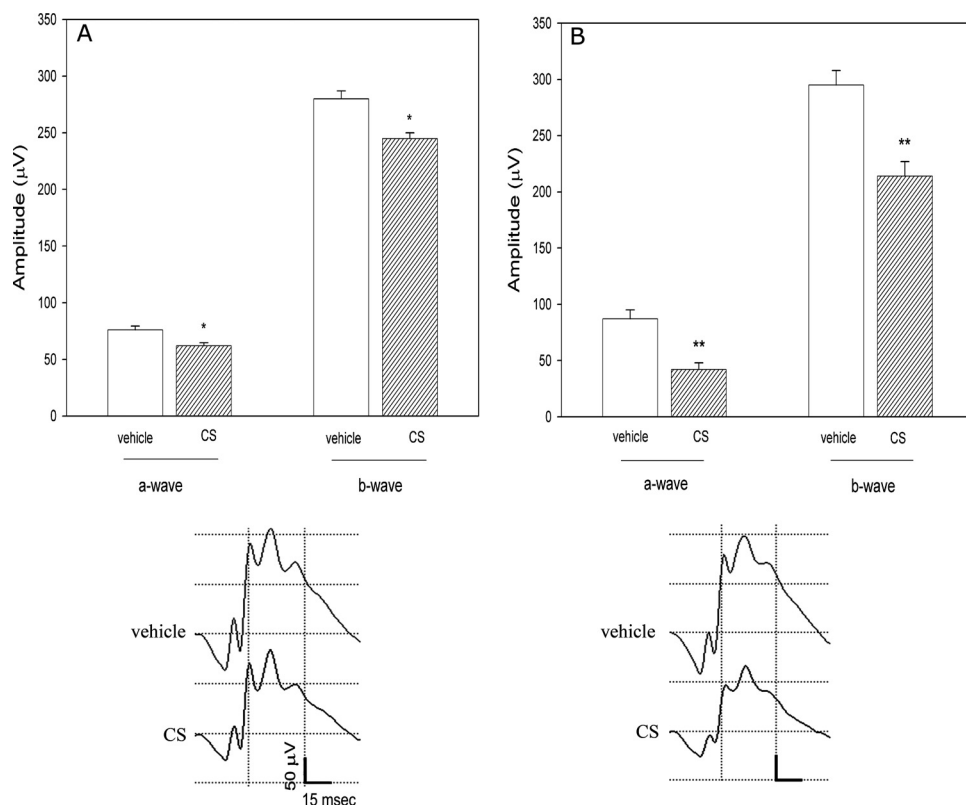 A
Amplitude (μV)
350
300
250
200
150
100
50
0
*
*
vehicle CS vehicle CS
a-wave b-wave
B
Amplitude (μV)
350
300
250
200
150
100
50
0
**
**
vehicle CS vehicle CS
a-wave b-wave
vehicle
CS
50 μV
15 msec
vehicle
CS